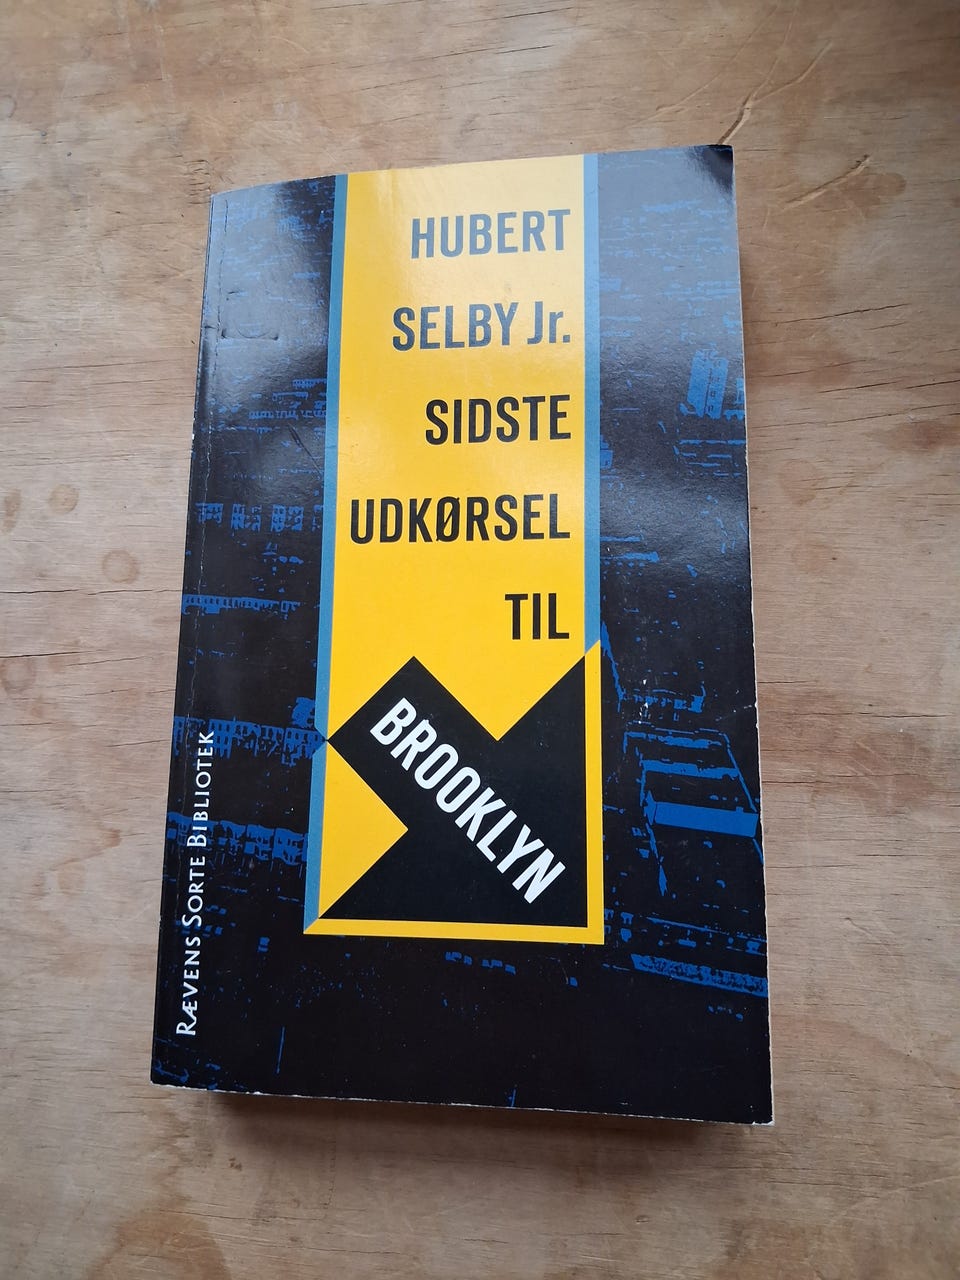 HUBERT
SELBY Jr.
SIDSTE
UDKØRSEL
TIL
BROOKLYN
RÆVENS SORTE BIBLIOTEK